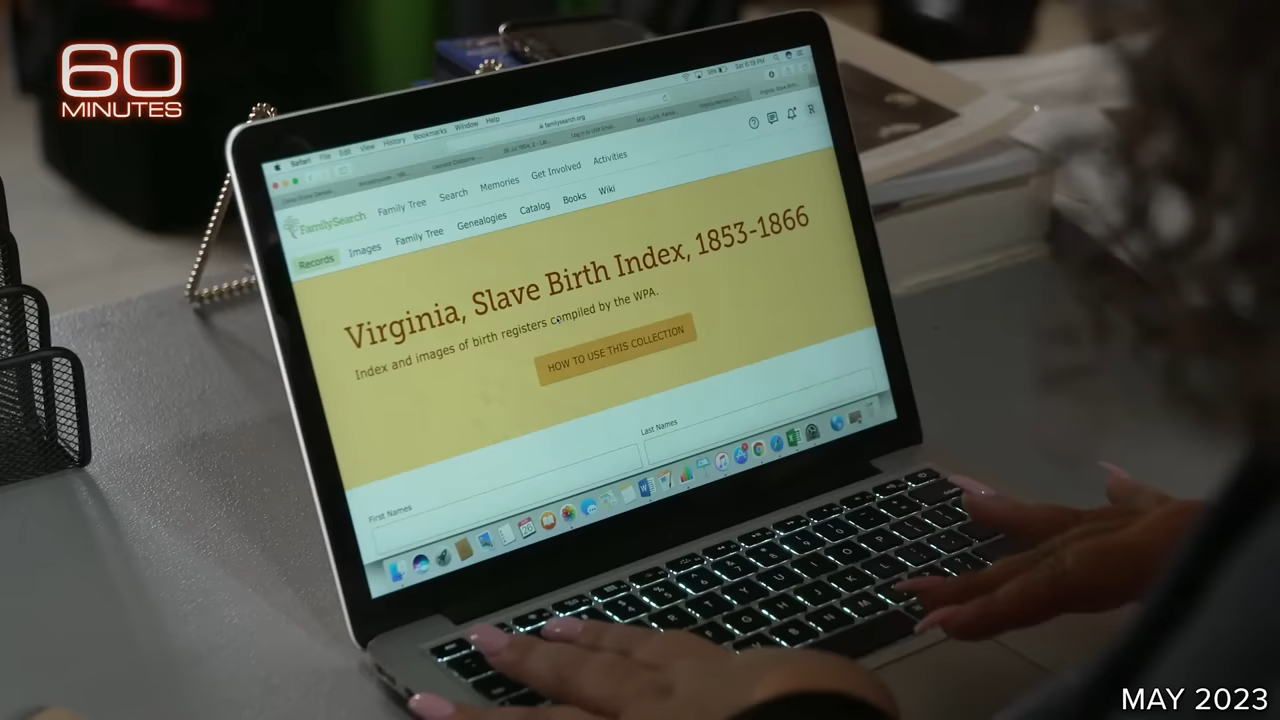 60
MINUTES
Safari File Edit View History Bookmarks Window Help
familysearch.org
FamilySearch Family Tree Search Memories Get Involved Activities
Records Images Family Tree Genealogies Catalog Books Wiki
Virginia, Slave Birth Index, 1853-1866
Index and images of birth registers compiled by the WPA.
HOW TO USE THIS COLLECTION
First Names
Last Names
MAY 2023